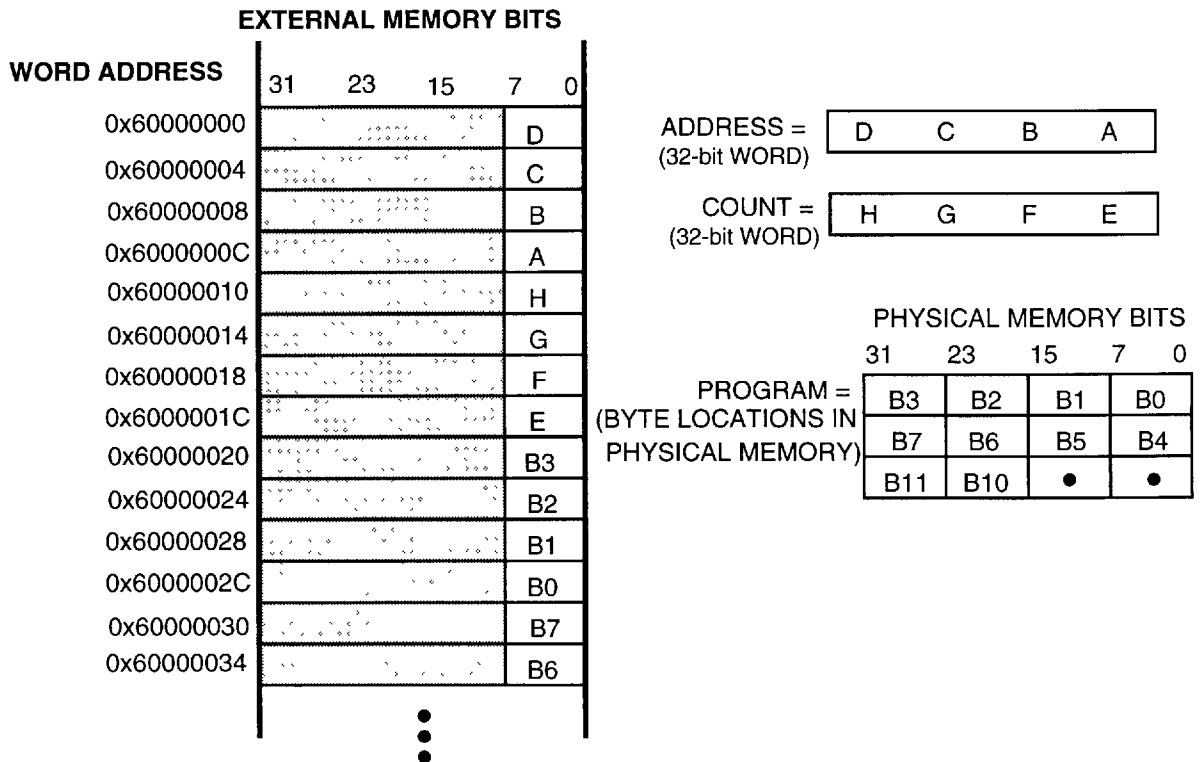 EXTERNAL MEMORY BITS
WORD ADDRESS
31 23 15 7 0
0x60000000 D
0x60000004 C
0x60000008 B
0x6000000C A
0x60000010 H
0x60000014 G
0x60000018 F
0x6000001C E
0x60000020 B3
0x60000024 B2
0x60000028 B1
0x6000002C B0
0x60000030 B7
0x60000034 B6
ADDRESS = D C B A
(32-bit WORD)
COUNT = H G F E
(32-bit WORD)
PHYSICAL MEMORY BITS
31 23 15 7 0
PROGRAM = B3 B2 B1 B0
(BYTE LOCATIONS IN
PHYSICAL MEMORY) B7 B6 B5 B4
B11 B10 • •